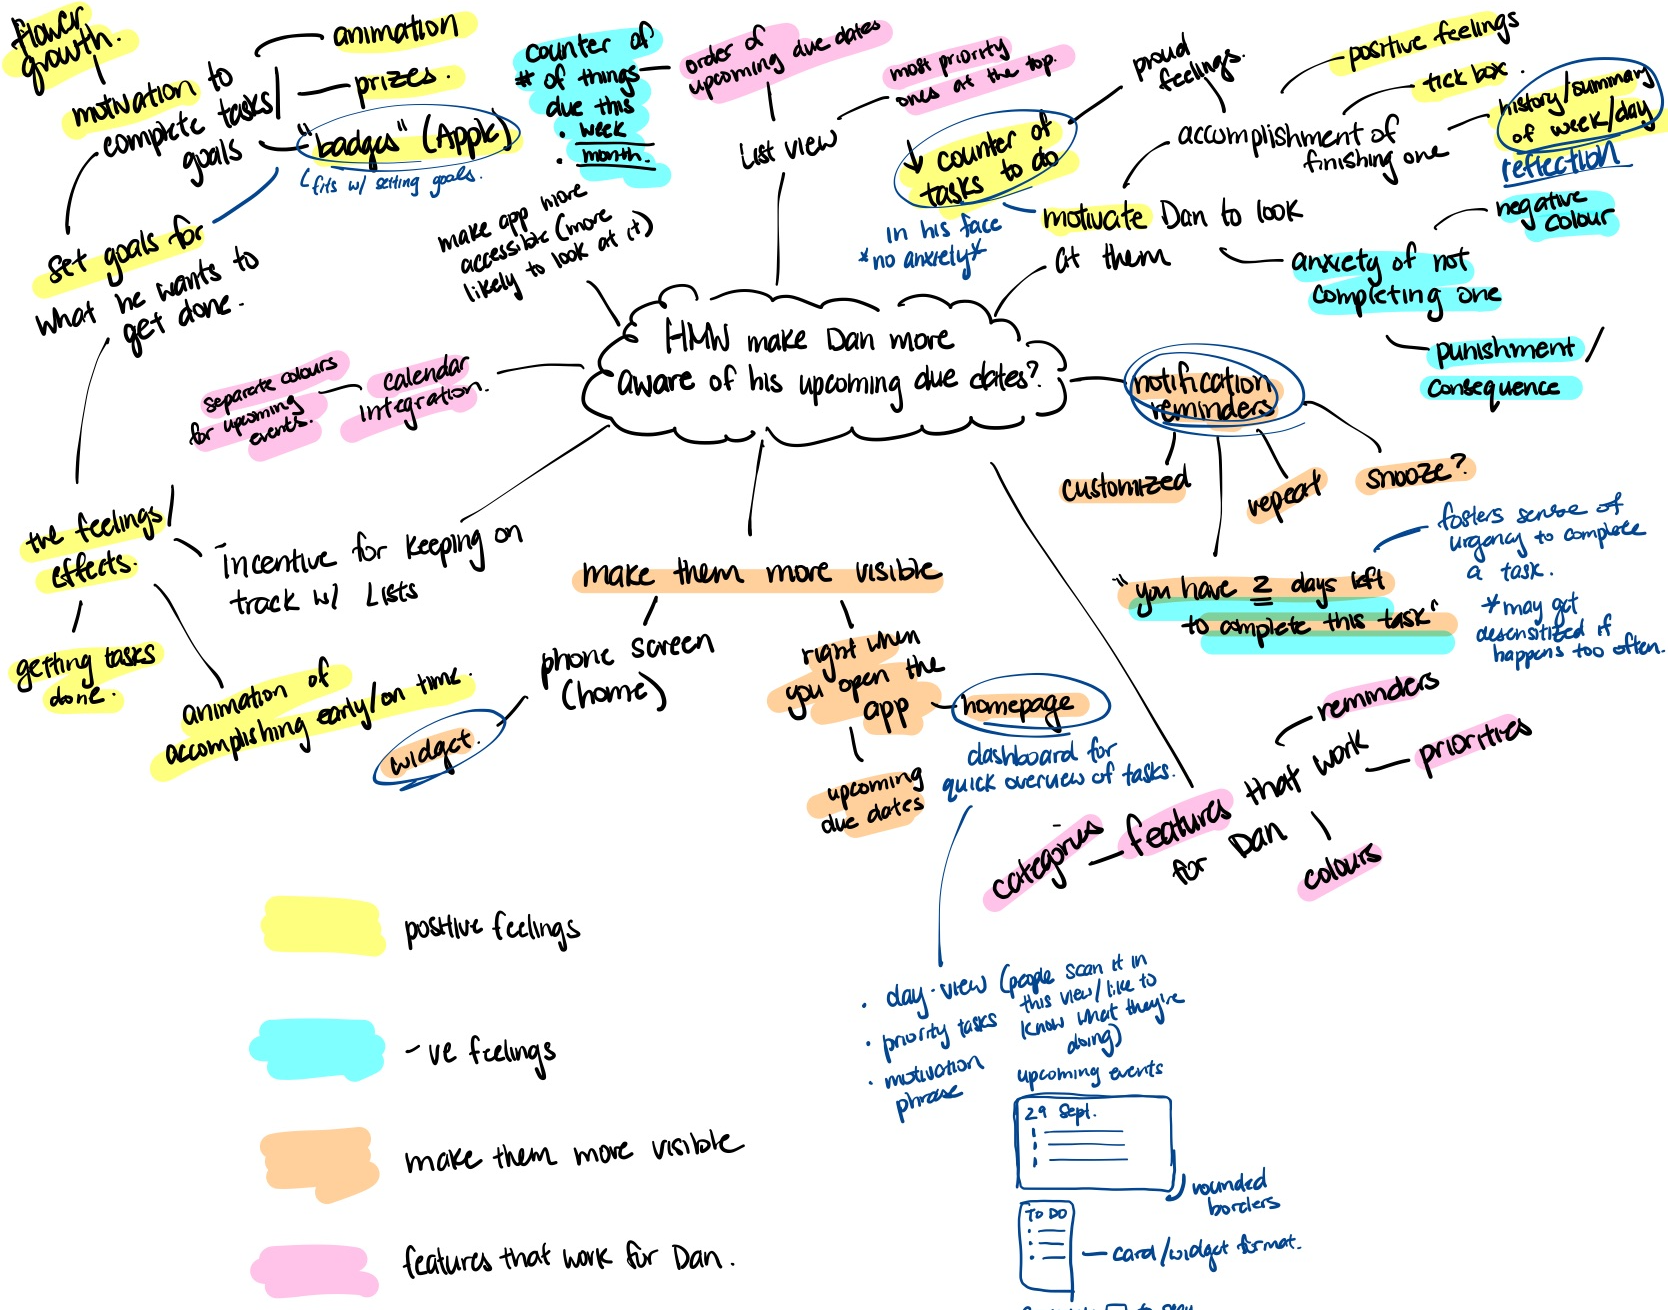 flower
growth.
motivation to
complete tasks/
goals
animation
prizes.
"badges" (Apple)
fits w/ setting goals.
set goals for
what he wants to
get done.
the feelings/
effects.
getting tasks
done.
animation of
accomplishing early/on time.
incentive for keeping on
track w/ Lists
counter of
# of things
due this
• week
• month.
order of
upcoming due dates
most priority
ones at the top.
List view
make app more
accessible (more
likely to look at it)
HMW make Dan more
aware of his upcoming due dates?
separate colours
for upcoming
events.
calendar
integration.
↓ counter of
tasks to do
in his face
*no anxiety*
proud
feelings.
motivate Dan to look
at them
accomplishment of
finishing one
positive feelings
tick box.
history/summary
of week/day
reflection
negative
colour
anxiety of not
completing one
punishment/
consequence
notification
reminders
customized
repeat
snooze?
"you have 2 days left
to complete this task"
fosters sense of
urgency to complete
a task.
*may get
desensitized if
happens too often.
make them more visible
phone screen
(home)
widget.
right when
you open the
app
homepage
upcoming
due dates
dashboard for
quick overview of tasks.
reminders
priorities
categories
features that work
for Dan
colours
• day-view (people scan it in
this view/like to
know what they're
doing)
• priority tasks
• motivation
phrase
upcoming events
29 Sept.
rounded
borders
TO DO
card/widget format.
positive feelings
-ve feelings
make them more visible
features that work for Dan.